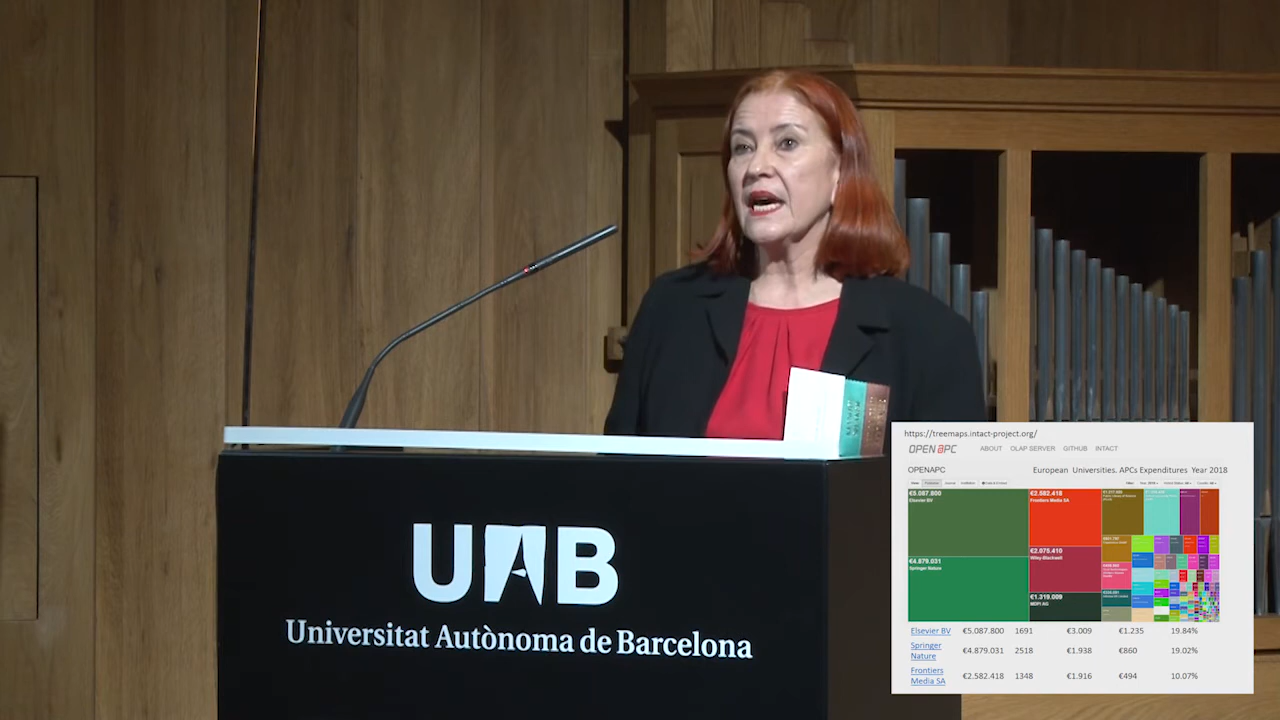 UAB
Universitat Autònoma de Barcelona
https://treemaps.intact-project.org/
OPEN APC
ABOUT OLAP SERVER GITHUB INTACT
OPENAPC
European Universities. APCs Expenditures Year 2018
€5.087.800
Elsevier BV
€2.582.418
Frontiers Media SA
€4.879.031
Springer Nature
€2.075.410
Wiley-Blackwell
€1.319.009
MDPI AG
Elsevier BV €5.087.800 1691 €3.009 €1.235 19.84%
Springer Nature €4.879.031 2518 €1.938 €860 19.02%
Frontiers Media SA €2.582.418 1348 €1.916 €494 10.07%